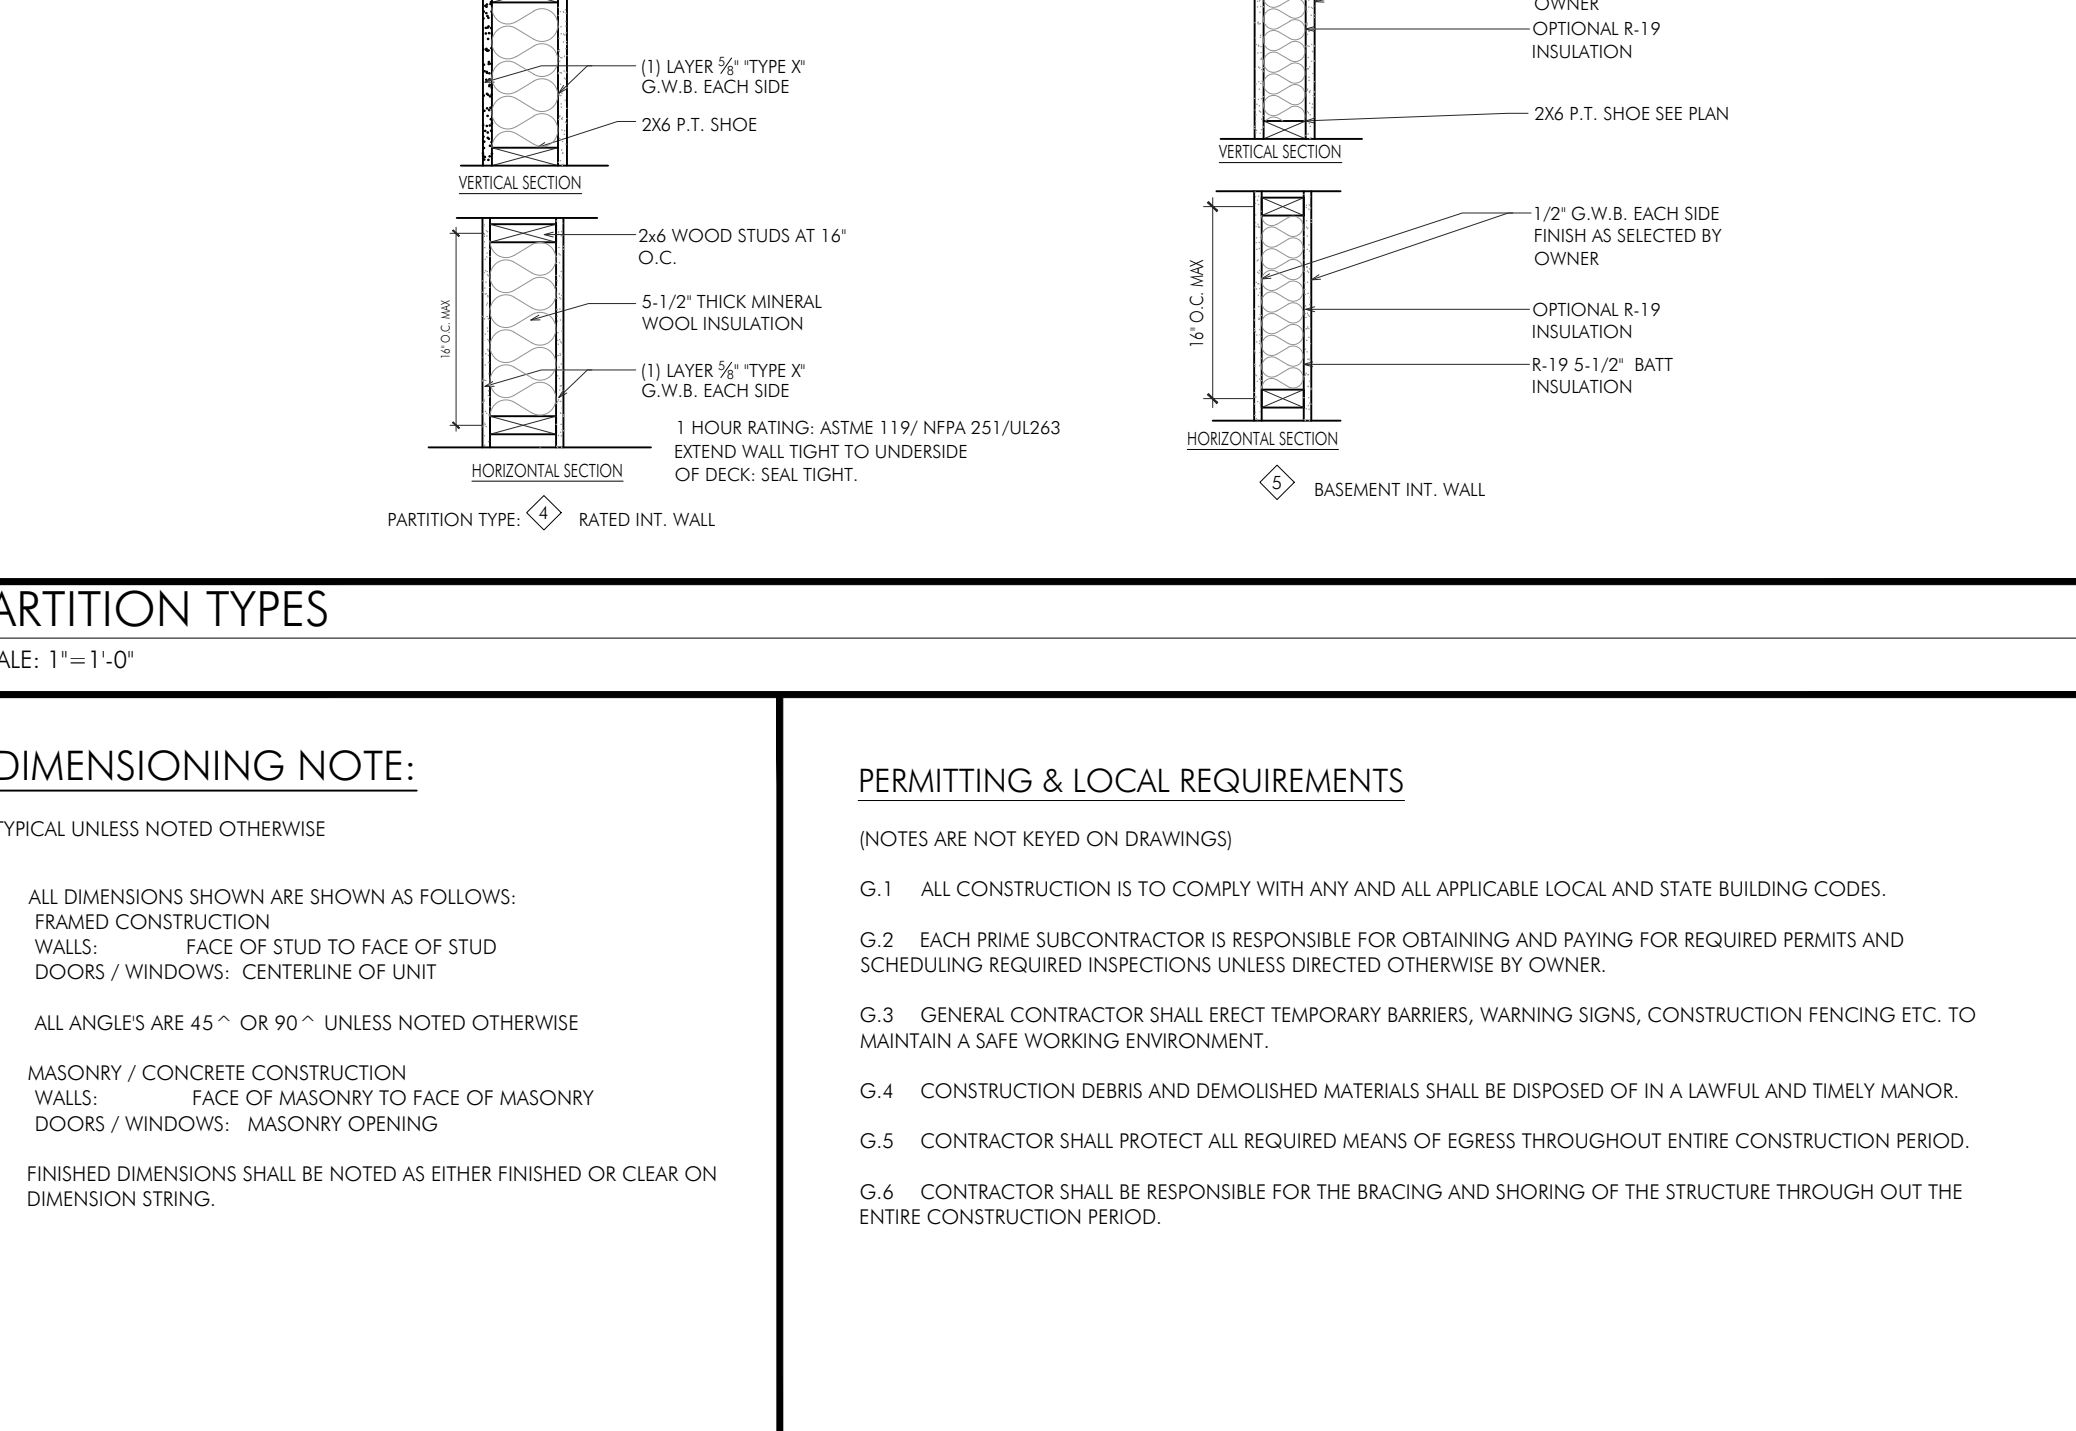 (1) LAYER ⅝" "TYPE X"
G.W.B. EACH SIDE
2X6 P.T. SHOE
VERTICAL SECTION
2x6 WOOD STUDS AT 16"
O.C.
16" O.C. MAX
5-1/2" THICK MINERAL
WOOL INSULATION
(1) LAYER ⅝" "TYPE X"
G.W.B. EACH SIDE
1 HOUR RATING: ASTME 119/ NFPA 251/UL263
EXTEND WALL TIGHT TO UNDERSIDE
OF DECK: SEAL TIGHT.
HORIZONTAL SECTION
PARTITION TYPE: 4 RATED INT. WALL
OWNER
OPTIONAL R-19
INSULATION
2X6 P.T. SHOE SEE PLAN
VERTICAL SECTION
1/2" G.W.B. EACH SIDE
FINISH AS SELECTED BY
OWNER
16" O.C. MAX
OPTIONAL R-19
INSULATION
R-19 5-1/2" BATT
INSULATION
HORIZONTAL SECTION
5 BASEMENT INT. WALL
ARTITION TYPES
ALE: 1"=1'-0"
DIMENSIONING NOTE:
TYPICAL UNLESS NOTED OTHERWISE
ALL DIMENSIONS SHOWN ARE SHOWN AS FOLLOWS:
FRAMED CONSTRUCTION
WALLS: FACE OF STUD TO FACE OF STUD
DOORS / WINDOWS: CENTERLINE OF UNIT
ALL ANGLE'S ARE 45^ OR 90^ UNLESS NOTED OTHERWISE
MASONRY / CONCRETE CONSTRUCTION
WALLS: FACE OF MASONRY TO FACE OF MASONRY
DOORS / WINDOWS: MASONRY OPENING
FINISHED DIMENSIONS SHALL BE NOTED AS EITHER FINISHED OR CLEAR ON
DIMENSION STRING.
PERMITTING & LOCAL REQUIREMENTS
(NOTES ARE NOT KEYED ON DRAWINGS)
G.1 ALL CONSTRUCTION IS TO COMPLY WITH ANY AND ALL APPLICABLE LOCAL AND STATE BUILDING CODES.
G.2 EACH PRIME SUBCONTRACTOR IS RESPONSIBLE FOR OBTAINING AND PAYING FOR REQUIRED PERMITS AND
SCHEDULING REQUIRED INSPECTIONS UNLESS DIRECTED OTHERWISE BY OWNER.
G.3 GENERAL CONTRACTOR SHALL ERECT TEMPORARY BARRIERS, WARNING SIGNS, CONSTRUCTION FENCING ETC. TO
MAINTAIN A SAFE WORKING ENVIRONMENT.
G.4 CONSTRUCTION DEBRIS AND DEMOLISHED MATERIALS SHALL BE DISPOSED OF IN A LAWFUL AND TIMELY MANOR.
G.5 CONTRACTOR SHALL PROTECT ALL REQUIRED MEANS OF EGRESS THROUGHOUT ENTIRE CONSTRUCTION PERIOD.
G.6 CONTRACTOR SHALL BE RESPONSIBLE FOR THE BRACING AND SHORING OF THE STRUCTURE THROUGH OUT THE
ENTIRE CONSTRUCTION PERIOD.